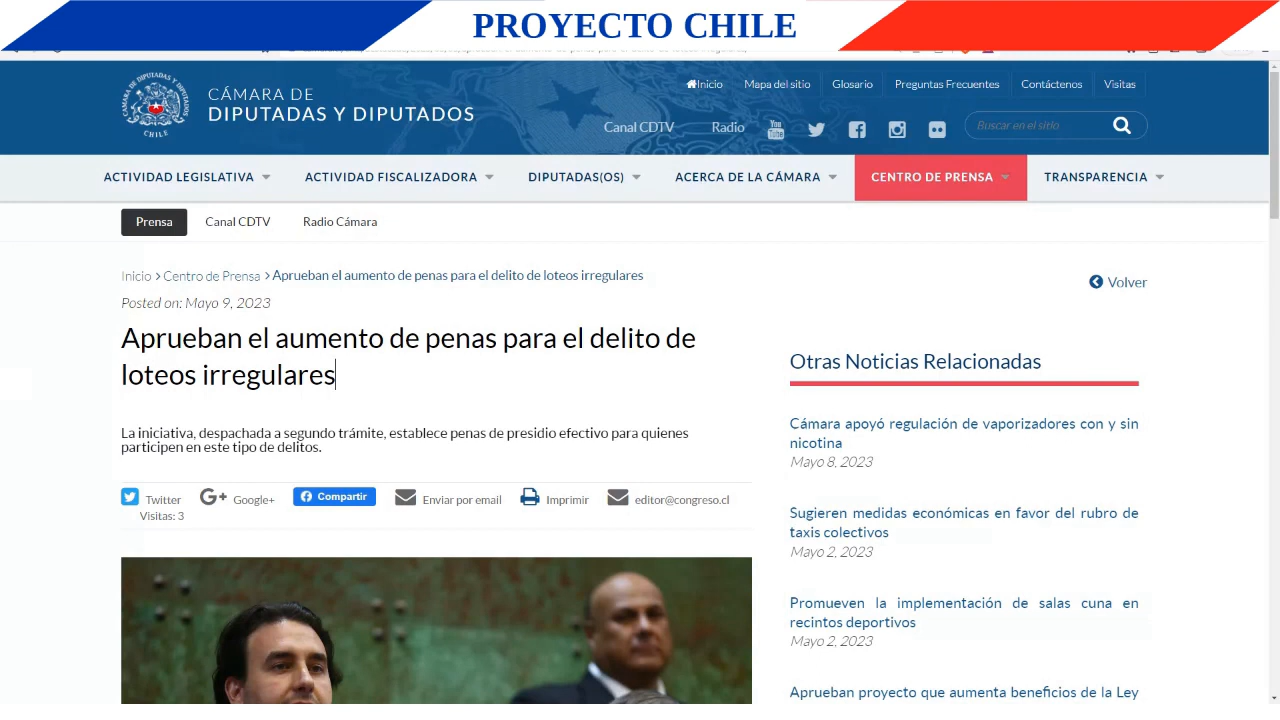 PROYECTO CHILE
CÁMARA DE
DIPUTADAS Y DIPUTADOS
CHILE
Inicio Mapa del sitio Glosario Preguntas Frecuentes Contáctenos Visitas
Canal CDTV Radio You Tube Buscar en el sitio
ACTIVIDAD LEGISLATIVA ACTIVIDAD FISCALIZADORA DIPUTADAS(OS) ACERCA DE LA CÁMARA CENTRO DE PRENSA TRANSPARENCIA
Prensa Canal CDTV Radio Cámara
Inicio > Centro de Prensa > Aprueban el aumento de penas para el delito de loteos irregulares
Volver
Posted on: Mayo 9, 2023
Aprueban el aumento de penas para el delito de
loteos irregulares
La iniciativa, despachada a segundo trámite, establece penas de presidio efectivo para quienes
participen en este tipo de delitos.
Twitter G+ Google+ Compartir Enviar por email Imprimir editor@congreso.cl
Visitas: 3
Otras Noticias Relacionadas
Cámara apoyó regulación de vaporizadores con y sin
nicotina
Mayo 8, 2023
Sugieren medidas económicas en favor del rubro de
taxis colectivos
Mayo 2, 2023
Promueven la implementación de salas cuna en
recintos deportivos
Mayo 2, 2023
Aprueban proyecto que aumenta beneficios de la Ley